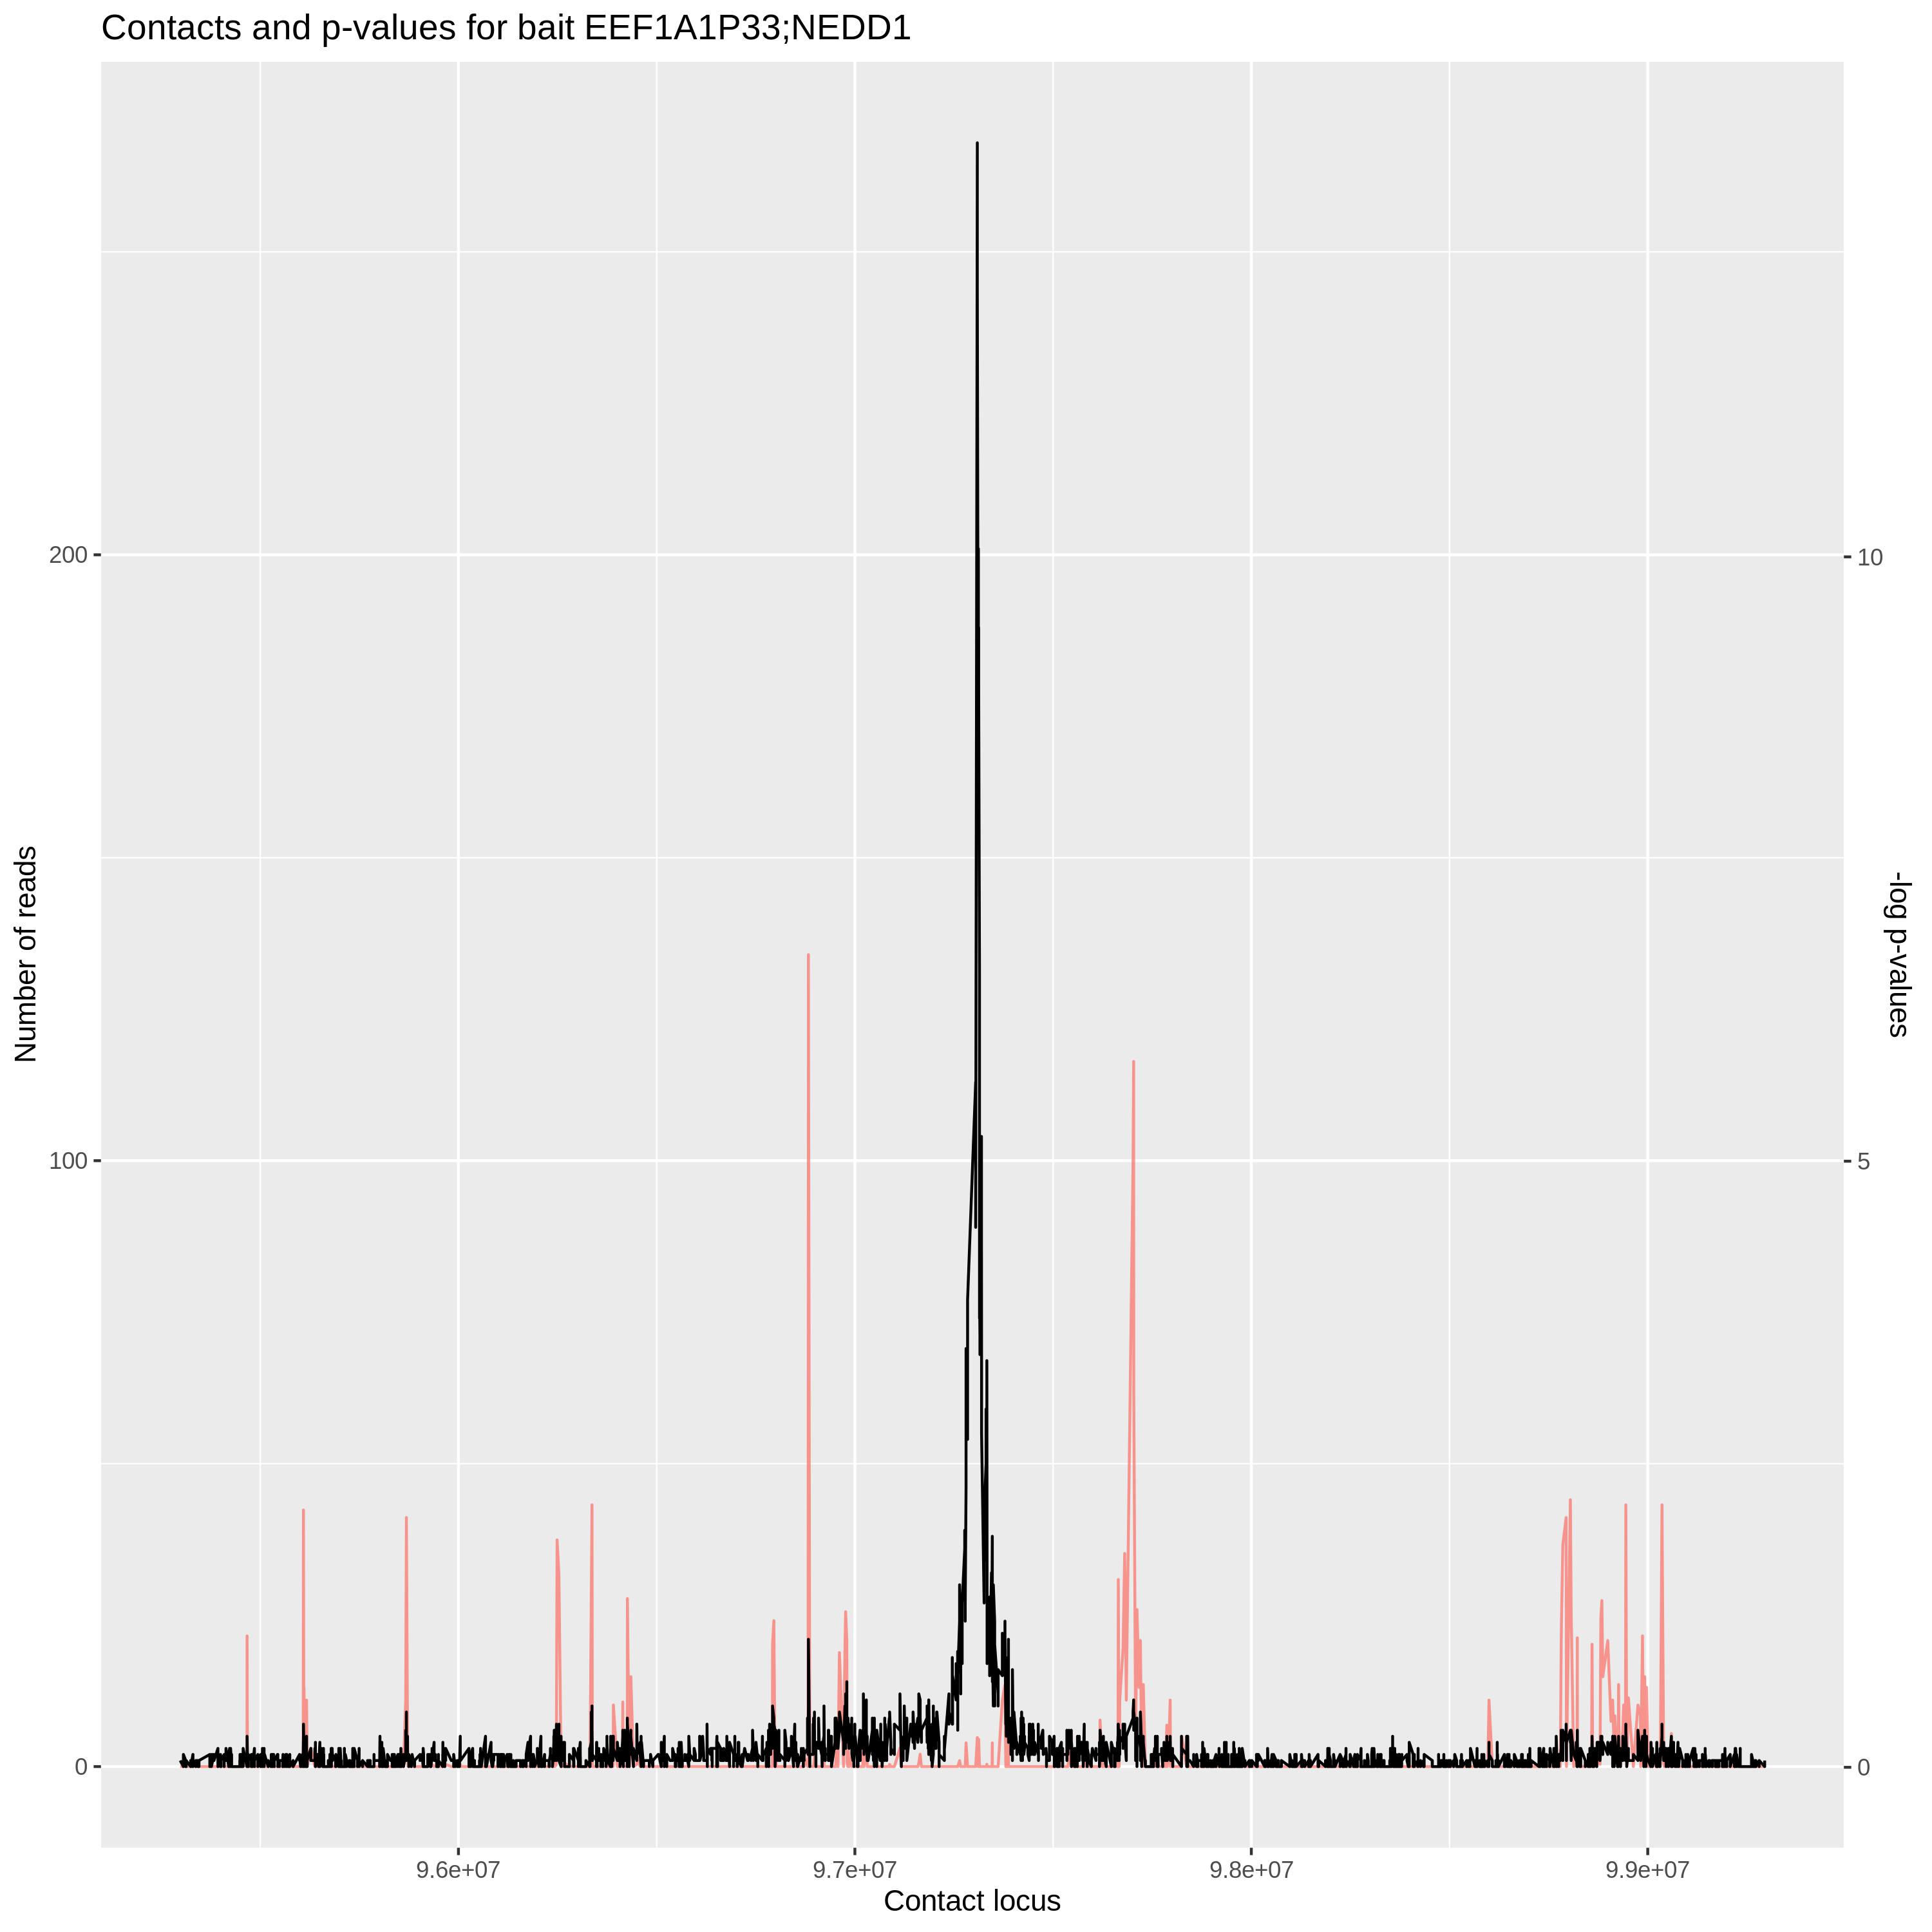 Contacts and p-values for bait EEF1A1P33;NEDD1
Number of reads
200
100
0
10
5
0
-log p-values
9.6e+07
9.7e+07
9.8e+07
9.9e+07
Contact locus